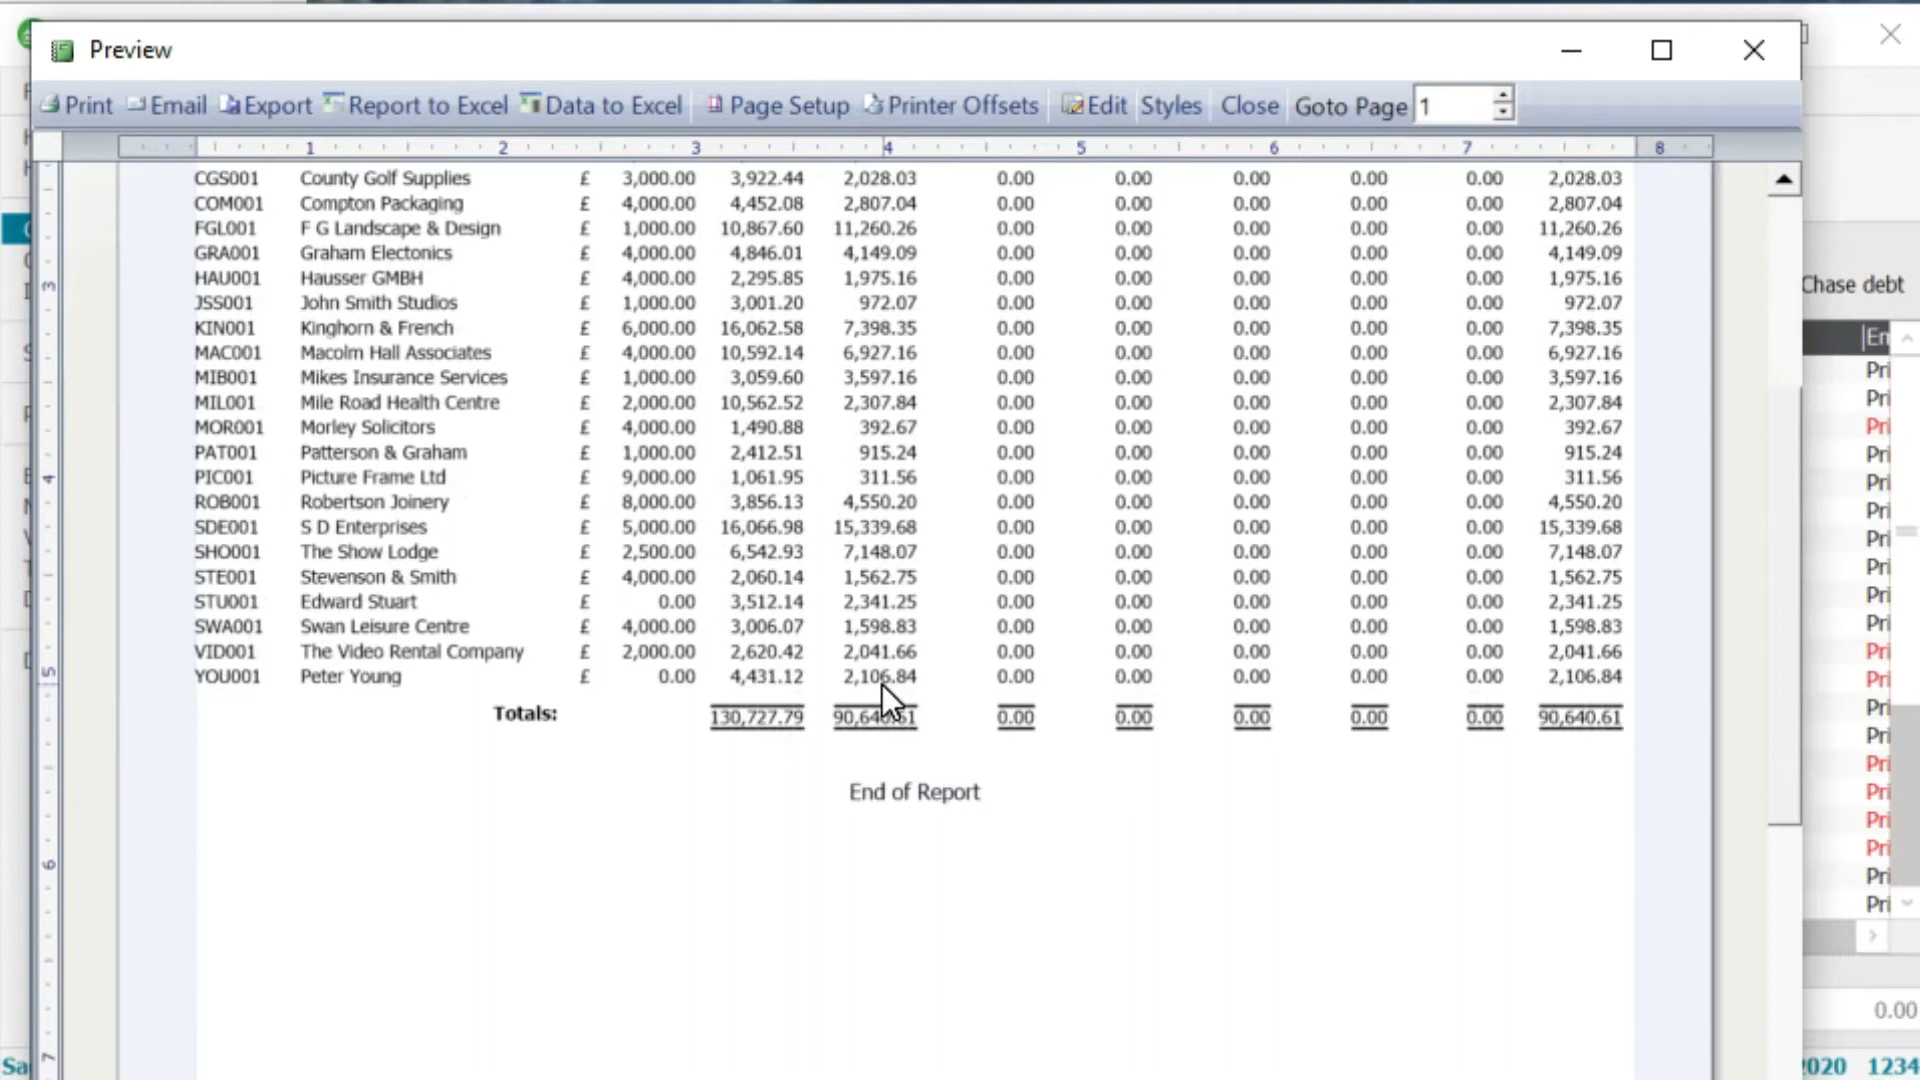 Preview
Print Email Export Report to Excel Data to Excel Page Setup Printer Offsets Edit Styles Close Goto Page 1
1 2 3 4 5 6 7 8
CGS001 County Golf Supplies £ 3,000.00 3,922.44 2,028.03 0.00 0.00 0.00 0.00 0.00 2,028.03
COM001 Compton Packaging £ 4,000.00 4,452.08 2,807.04 0.00 0.00 0.00 0.00 0.00 2,807.04
FGL001 F G Landscape & Design £ 1,000.00 10,867.60 11,260.26 0.00 0.00 0.00 0.00 0.00 11,260.26
GRA001 Graham Electonics £ 4,000.00 4,846.01 4,149.09 0.00 0.00 0.00 0.00 0.00 4,149.09
HAU001 Hausser GMBH £ 4,000.00 2,295.85 1,975.16 0.00 0.00 0.00 0.00 0.00 1,975.16
JSS001 John Smith Studios £ 1,000.00 3,001.20 972.07 0.00 0.00 0.00 0.00 0.00 972.07
KIN001 Kinghorn & French £ 6,000.00 16,062.58 7,398.35 0.00 0.00 0.00 0.00 0.00 7,398.35
MAC001 Macolm Hall Associates £ 4,000.00 10,592.14 6,927.16 0.00 0.00 0.00 0.00 0.00 6,927.16
MIB001 Mikes Insurance Services £ 1,000.00 3,059.60 3,597.16 0.00 0.00 0.00 0.00 0.00 3,597.16
MIL001 Mile Road Health Centre £ 2,000.00 10,562.52 2,307.84 0.00 0.00 0.00 0.00 0.00 2,307.84
MOR001 Morley Solicitors £ 4,000.00 1,490.88 392.67 0.00 0.00 0.00 0.00 0.00 392.67
PAT001 Patterson & Graham £ 1,000.00 2,412.51 915.24 0.00 0.00 0.00 0.00 0.00 915.24
PIC001 Picture Frame Ltd £ 9,000.00 1,061.95 311.56 0.00 0.00 0.00 0.00 0.00 311.56
ROB001 Robertson Joinery £ 8,000.00 3,856.13 4,550.20 0.00 0.00 0.00 0.00 0.00 4,550.20
SDE001 S D Enterprises £ 5,000.00 16,066.98 15,339.68 0.00 0.00 0.00 0.00 0.00 15,339.68
SHO001 The Show Lodge £ 2,500.00 6,542.93 7,148.07 0.00 0.00 0.00 0.00 0.00 7,148.07
STE001 Stevenson & Smith £ 4,000.00 2,060.14 1,562.75 0.00 0.00 0.00 0.00 0.00 1,562.75
STU001 Edward Stuart £ 0.00 3,512.14 2,341.25 0.00 0.00 0.00 0.00 0.00 2,341.25
SWA001 Swan Leisure Centre £ 4,000.00 3,006.07 1,598.83 0.00 0.00 0.00 0.00 0.00 1,598.83
VID001 The Video Rental Company £ 2,000.00 2,620.42 2,041.66 0.00 0.00 0.00 0.00 0.00 2,041.66
YOU001 Peter Young £ 0.00 4,431.12 2,106.84 0.00 0.00 0.00 0.00 0.00 2,106.84
Totals: 130,727.79 90,640.61 0.00 0.00 0.00 0.00 0.00 90,640.61
End of Report
3
4
5
6
7
Chase debt
0.00
2020 1234